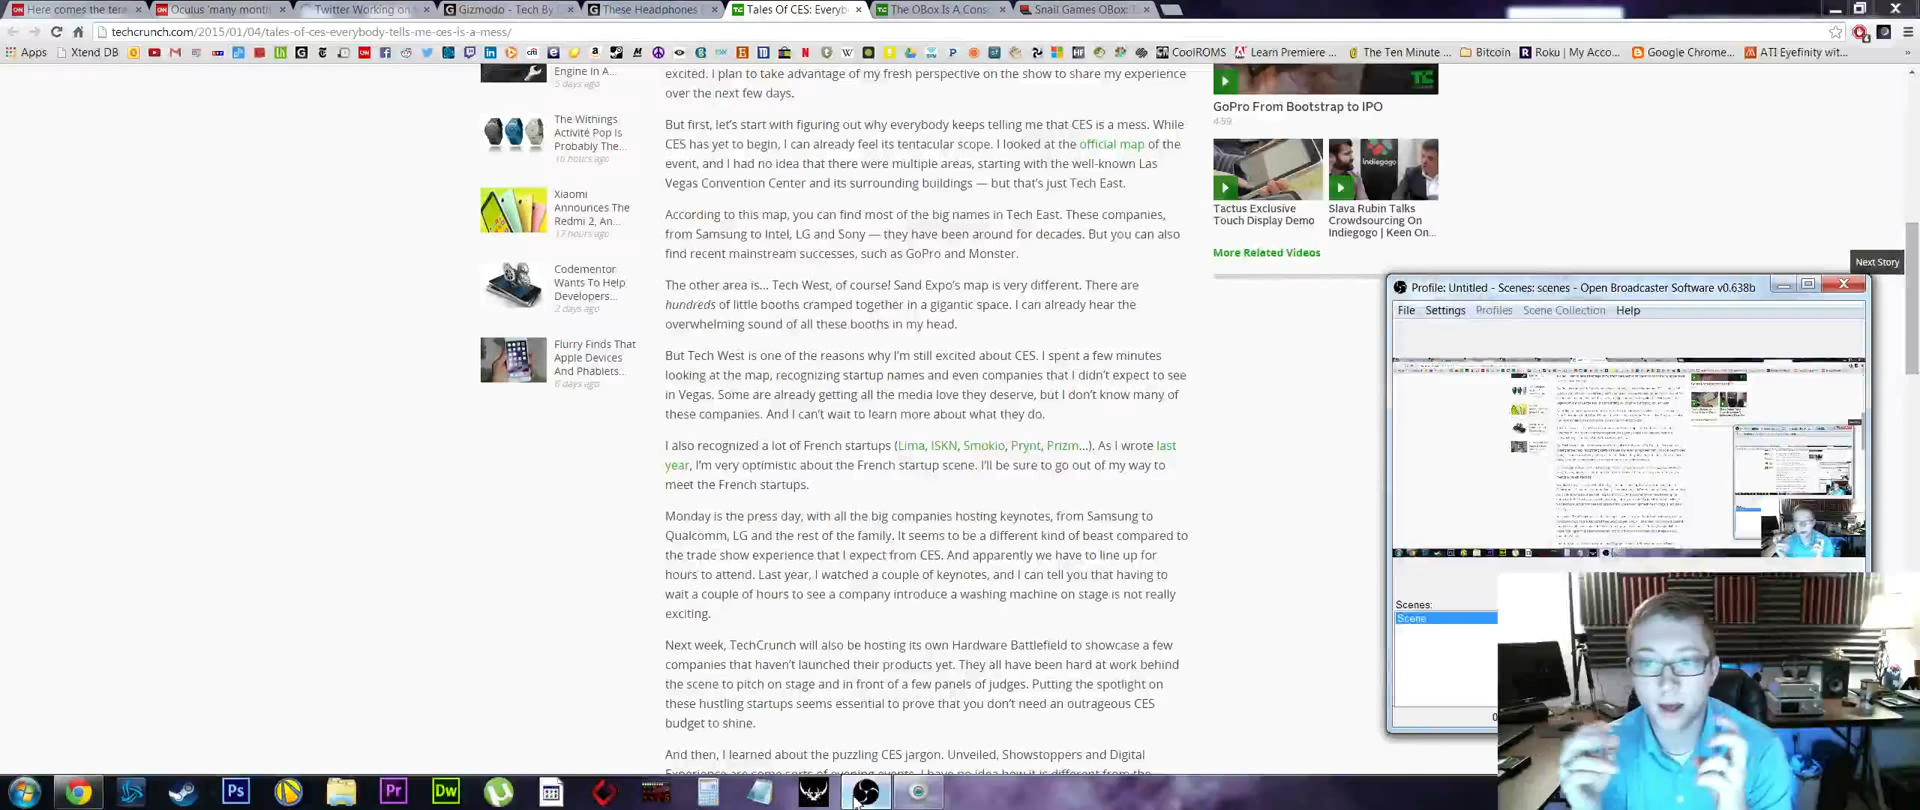 Here comes the terr
Oculus 'many month
Twitter Working on
Gizmodo - Tech By
These Headphones
Tales Of CES: Everyb
The OBox Is A Cons
Snail Games OBox:
techcrunch.com/2015/01/04/tales-of-ces-everybody-tells-me-ces-is-a-mess/
Apps
Xtend DB
CoolROMS
Learn Premiere ...
The Ten Minute ...
Bitcoin
Roku | My Acco...
Google Chrome...
ATI Eyefinity wit...
Engine In A...
5 days ago
The Withings
Activité Pop Is
Probably The...
16 hours ago
Xiaomi
Announces The
Redmi 2, An...
17 hours ago
Codementor
Wants To Help
Developers...
2 days ago
Flurry Finds That
Apple Devices
And Phablets...
6 days ago
excited. I plan to take advantage of my fresh perspective on the show to share my experience
over the next few days.
But first, let's start with figuring out why everybody keeps telling me that CES is a mess. While
CES has yet to begin, I can already feel its tentacular scope. I looked at the official map of the
event, and I had no idea that there were multiple areas, starting with the well-known Las
Vegas Convention Center and its surrounding buildings — but that's just Tech East.
According to this map, you can find most of the big names in Tech East. These companies,
from Samsung to Intel, LG and Sony — they have been around for decades. But you can also
find recent mainstream successes, such as GoPro and Monster.
The other area is... Tech West, of course! Sand Expo's map is very different. There are
hundreds of little booths cramped together in a gigantic space. I can already hear the
overwhelming sound of all these booths in my head.
But Tech West is one of the reasons why I'm still excited about CES. I spent a few minutes
looking at the map, recognizing startup names and even companies that I didn't expect to see
in Vegas. Some are already getting all the media love they deserve, but I don't know many of
these companies. And I can't wait to learn more about what they do.
I also recognized a lot of French startups (Lima, ISKN, Smokio, Prynt, Prizm...). As I wrote last
year, I'm very optimistic about the French startup scene. I'll be sure to go out of my way to
meet the French startups.
Monday is the press day, with all the big companies hosting keynotes, from Samsung to
Qualcomm, LG and the rest of the family. It seems to be a different kind of beast compared to
the trade show experience that I expect from CES. And apparently we have to line up for
hours to attend. Last year, I watched a couple of keynotes, and I can tell you that having to
wait a couple of hours to see a company introduce a washing machine on stage is not really
exciting.
Next week, TechCrunch will also be hosting its own Hardware Battlefield to showcase a few
companies that haven't launched their products yet. They all have been hard at work behind
the scene to pitch on stage and in front of a few panels of judges. Putting the spotlight on
these hustling startups seems essential to prove that you don't need an outrageous CES
budget to shine.
And then, I learned about the puzzling CES jargon. Unveiled, Showstoppers and Digital
Experience are some sorts of evening events. I have no idea how it is different from the
GoPro From Bootstrap to IPO
4:59
Tactus Exclusive
Touch Display Demo
Slava Rubin Talks
Crowdsourcing On
Indiegogo | Keen On...
More Related Videos
Next Story
Profile: Untitled - Scenes: scenes - Open Broadcaster Software v0.638b
File Settings Profiles Scene Collection Help
Scenes:
Scene
Ps
Pr
Dw